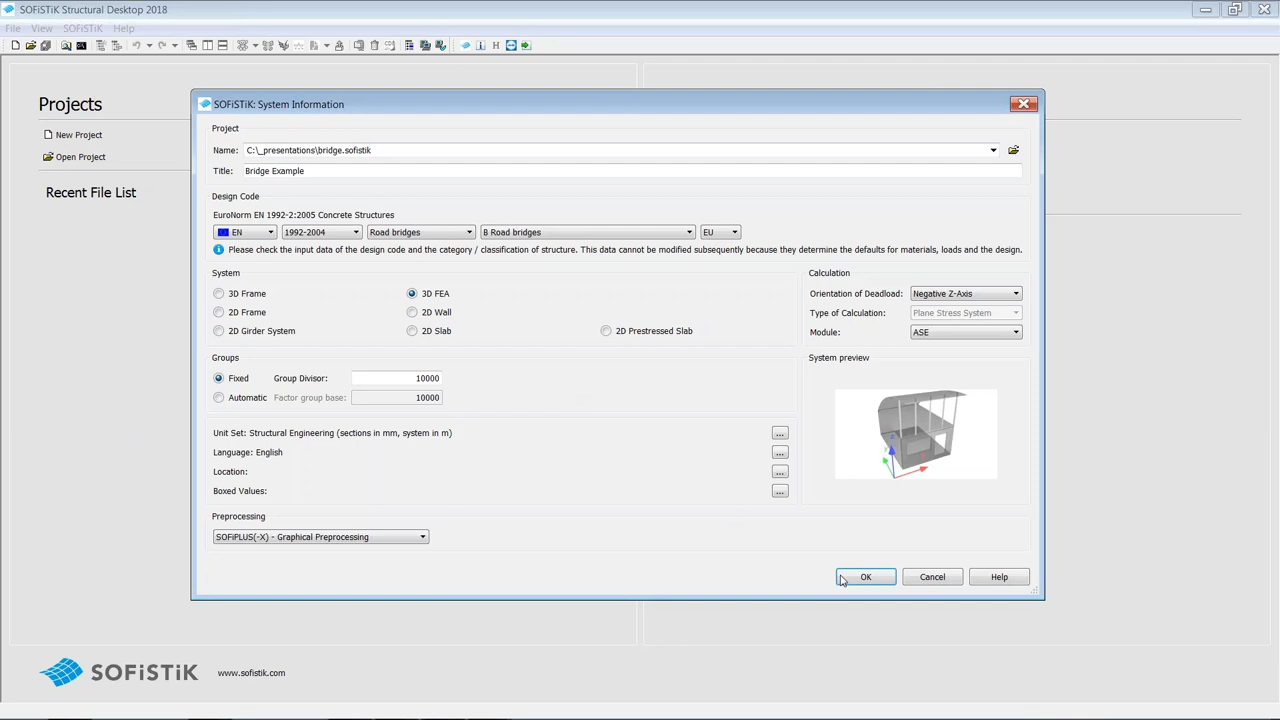 SOFiSTiK Structural Desktop 2018
File View SOFiSTiK Help
Projects
New Project
Open Project
Recent File List
SOFiSTiK: System Information
Project
Name: C:\_presentations\bridge.sofistik
Title: Bridge Example
Design Code
EuroNorm EN 1992-2:2005 Concrete Structures
EN 1992-2004 Road bridges B Road bridges EU
Please check the input data of the design code and the category / classification of structure. This data cannot be modified subsequently because they determine the defaults for materials, loads and the design.
System
3D Frame 3D FEA
2D Frame 2D Wall
2D Girder System 2D Slab 2D Prestressed Slab
Calculation
Orientation of Deadload: Negative Z-Axis
Type of Calculation: Plane Stress System
Module: ASE
Groups
Fixed Group Divisor: 10000
Automatic Factor group base: 10000
System preview
Unit Set: Structural Engineering (sections in mm, system in m) ...
Language: English ...
Location: ...
Boxed Values: ...
Preprocessing
SOFiPLUS(-X) - Graphical Preprocessing
OK Cancel Help
SOFiSTiK www.sofistik.com